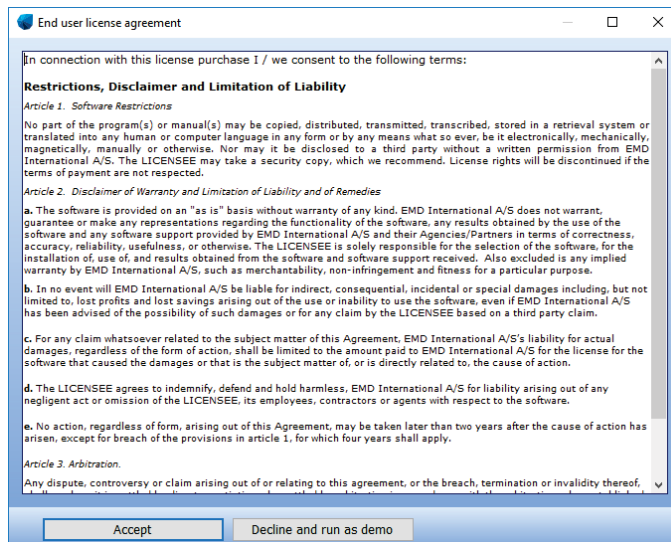 End user license agreement
In connection with this license purchase I / we consent to the following terms:
Restrictions, Disclaimer and Limitation of Liability
Article 1. Software Restrictions
No part of the program(s) or manual(s) may be copied, distributed, transmitted, transcribed, stored in a retrieval system or
translated into any human or computer language in any form or by any means what so ever, be it electronically, mechanically,
magnetically, manually or otherwise. Nor may it be disclosed to a third party without a written permission from EMD
International A/S. The LICENSEE may take a security copy, which we recommend. License rights will be discontinued if the
terms of payment are not respected.
Article 2. Disclaimer of Warranty and Limitation of Liability and of Remedies
a. The software is provided on an "as is" basis without warranty of any kind. EMD International A/S does not warrant,
guarantee or make any representations regarding the functionality of the software, any results obtained by the use of the
software and any software support provided by EMD International A/S and their Agencies/Partners in terms of correctness,
accuracy, reliability, usefulness, or otherwise. The LICENSEE is solely responsible for the selection of the software, for the
installation of, use of, and results obtained from the software and software support received. Also excluded is any implied
warranty by EMD International A/S, such as merchantability, non-infringement and fitness for a particular purpose.
b. In no event will EMD International A/S be liable for indirect, consequential, incidental or special damages including, but not
limited to, lost profits and lost savings arising out of the use or inability to use the software, even if EMD International A/S
has been advised of the possibility of such damages or for any claim by the LICENSEE based on a third party claim.
c. For any claim whatsoever related to the subject matter of this Agreement, EMD International A/S's liability for actual
damages, regardless of the form of action, shall be limited to the amount paid to EMD International A/S for the license for the
software that caused the damages or that is the subject matter of, or is directly related to, the cause of action.
d. The LICENSEE agrees to indemnify, defend and hold harmless, EMD International A/S for liability arising out of any
negligent act or omission of the LICENSEE, its employees, contractors or agents with respect to the software.
e. No action, regardless of form, arising out of this Agreement, may be taken later than two years after the cause of action has
arisen, except for breach of the provisions in article 1, for which four years shall apply.
Article 3. Arbitration.
Any dispute, controversy or claim arising out of or relating to this agreement, or the breach, termination or invalidity thereof,
Accept
Decline and run as demo